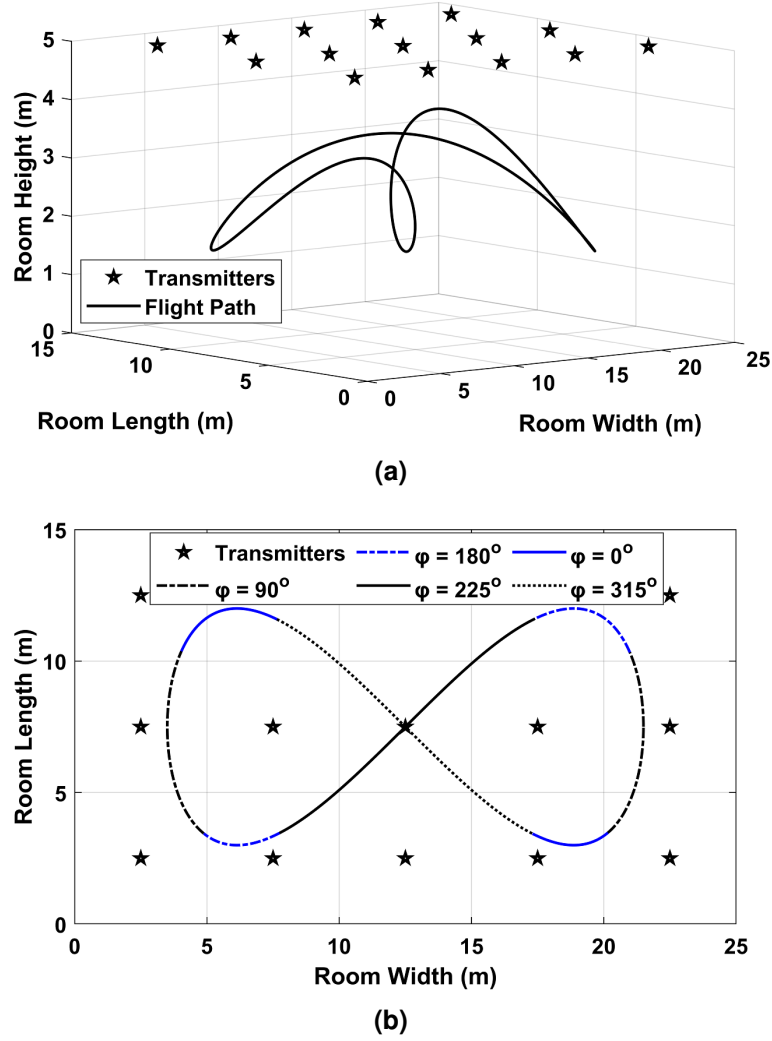 5
4
3
2
1
0
Room Height (m)
Transmitters
Flight Path
15
10
5
0
0
5
10
15
20
25
Room Length (m)
Room Width (m)
(a)
15
10
5
0
Room Length (m)
Transmitters φ = 180° φ = 0°
φ = 90° φ = 225° φ = 315°
0 5 10 15 20 25
Room Width (m)
(b)